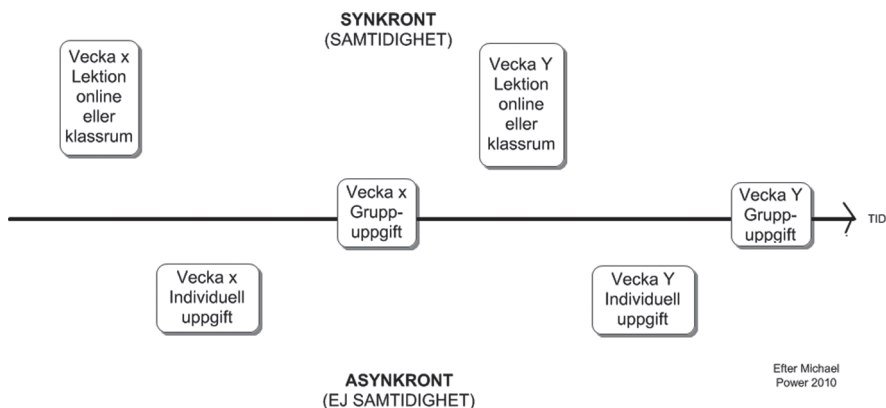 SYNKRONT
(SAMTIDIGHET)
Vecka x
Lektion
online
eller
klassrum
Vecka Y
Lektion
online
eller
klassrum
Vecka x
Grupp-
uppgift
Vecka Y
Grupp-
uppgift
TID
Vecka x
Individuell
uppgift
Vecka Y
Individuell
uppgift
ASYNKRONT
(EJ SAMTIDIGHET)
Efter Michael
Power 2010